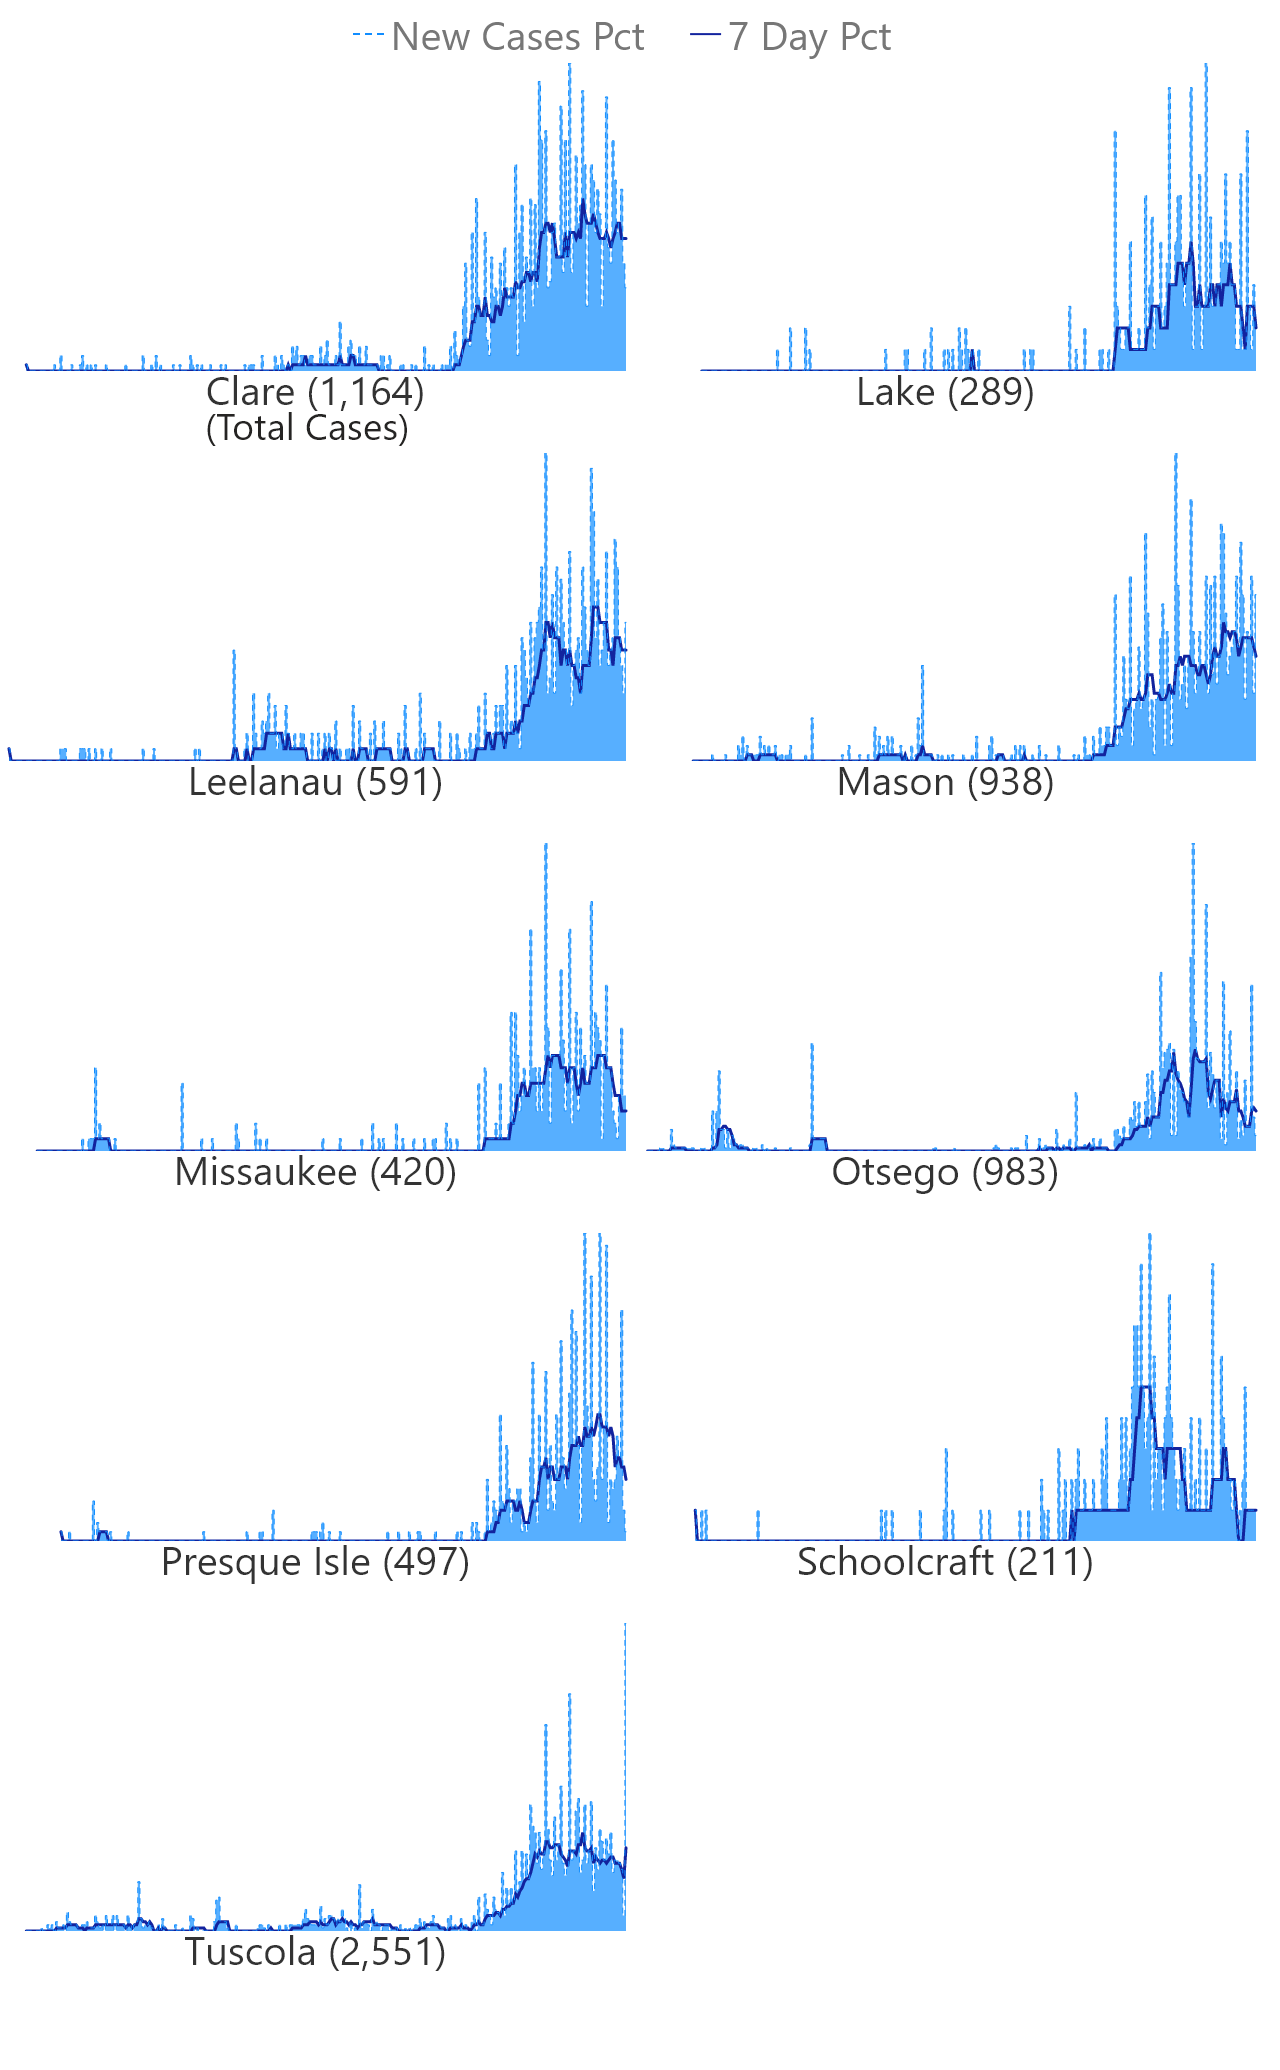 New Cases Pct 7 Day Pct
Clare (1,164)
(Total Cases)
Lake (289)
Leelanau (591)
Mason (938)
Missaukee (420)
Otsego (983)
Presque Isle (497)
Schoolcraft (211)
Tuscola (2,551)